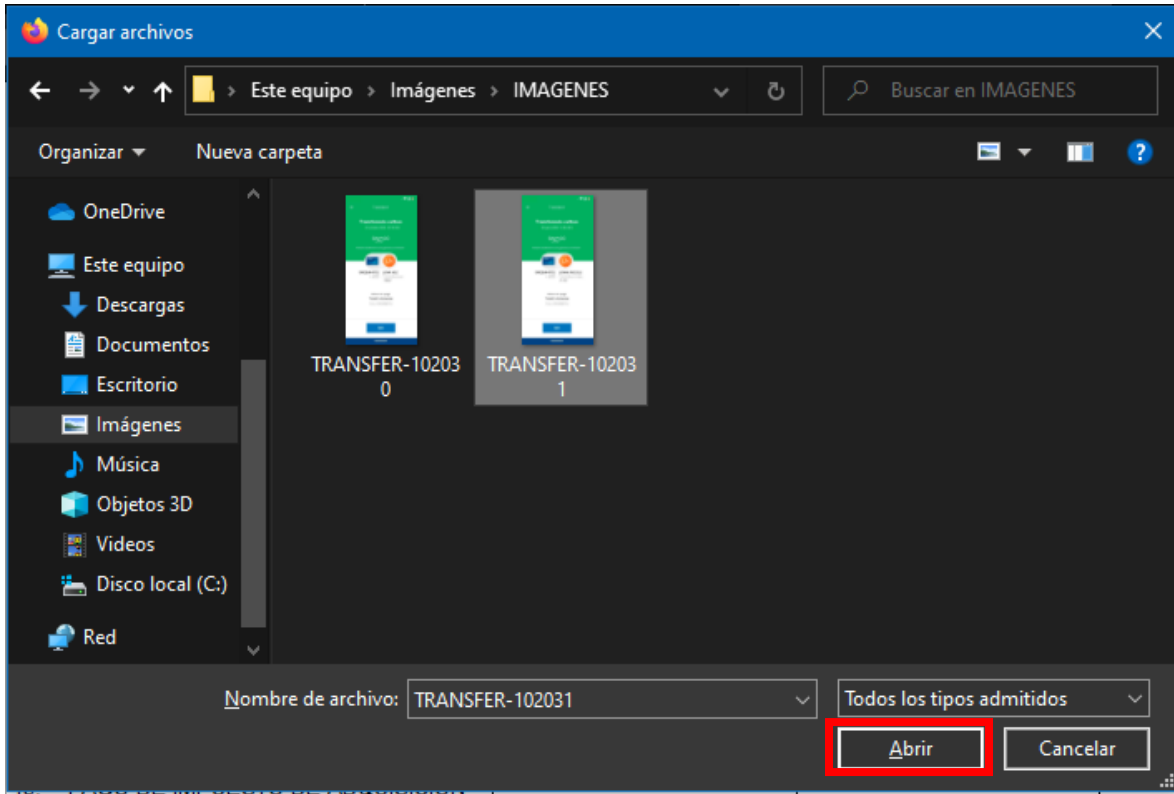 Cargar archivos
Este equipo > Imágenes > IMAGENES
Buscar en IMAGENES
Organizar
Nueva carpeta
OneDrive
Este equipo
Descargas
Documentos
Escritorio
Imágenes
Música
Objetos 3D
Videos
Disco local (C:)
Red
TRANSFER-10203
0
TRANSFER-10203
1
Nombre de archivo: TRANSFER-102031
Todos los tipos admitidos
Abrir
Cancelar